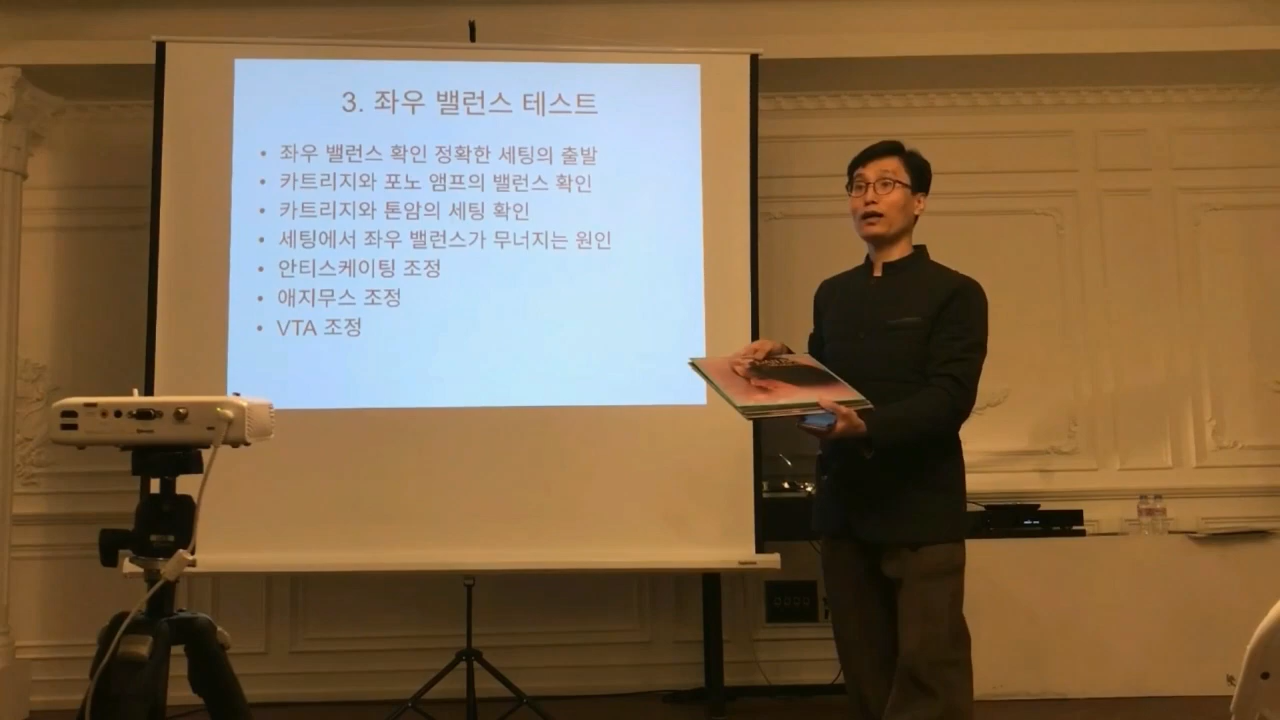 3. 좌우 밸런스 테스트
• 좌우 밸런스 확인 정확한 세팅의 출발
• 카트리지와 포노 앰프의 밸런스 확인
• 카트리지와 톤암의 세팅 확인
• 세팅에서 좌우 밸런스가 무너지는 원인
• 안티스케이팅 조정
• 애지무스 조정
• VTA 조정